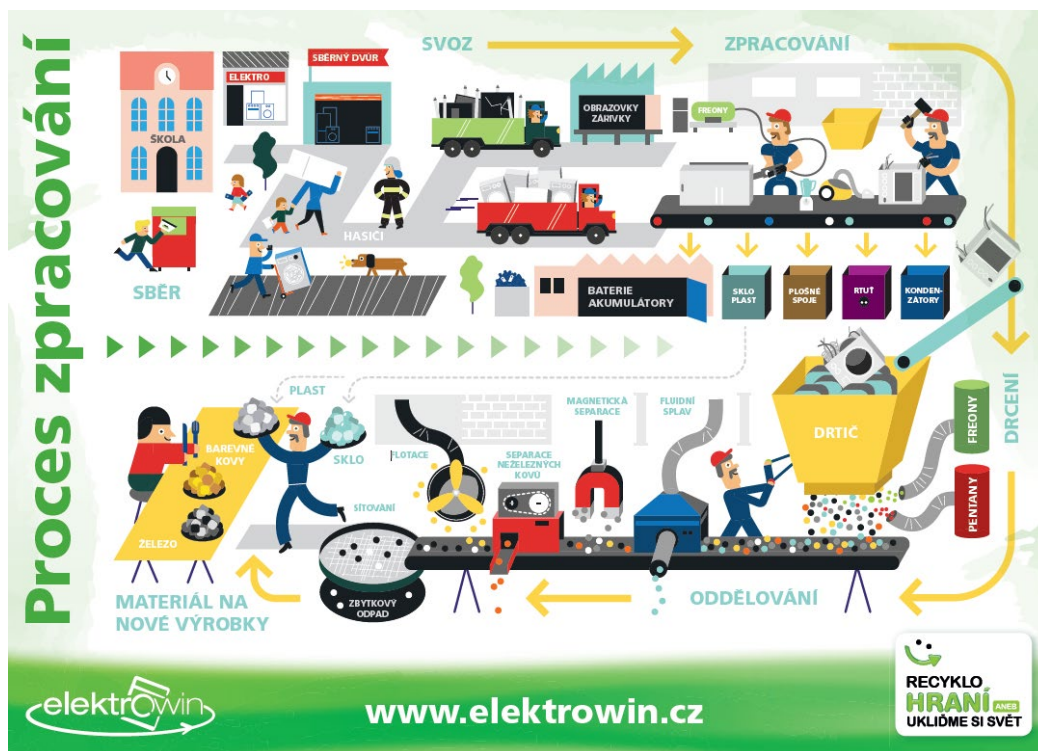 Proces zpracování
SVOZ
ZPRACOVÁNÍ
SBĚRNÝ DVŮR
ELEKTRO
ŠKOLA
OBRAZOVKY
ZÁŘIVKY
FREONY
HASIČI
SBĚR
BATERIE
AKUMULÁTORY
SKLO
PLAST
PLOŠNÉ
SPOJE
RTUŤ
KONDEN-
ZÁTORY
DRCENÍ
PLAST
BAREVNÉ
KOVY
SKLO
ŽELEZO
FLOTACE
SÍTOVÁNÍ
SEPARACE
NEŽELEZNÝCH
KOVŮ
MAGNETICKÁ
SEPARACE
FLUIDNÍ
SPLAV
DRTIČ
FREONY
PENTANY
ZBYTKOVÝ
ODPAD
ODDĚLOVÁNÍ
MATERIÁL NA
NOVÉ VÝROBKY
elektrowin
www.elektrowin.cz
RECYKLO
HRANÍ ANEB
UKLIĎME SI SVĚT